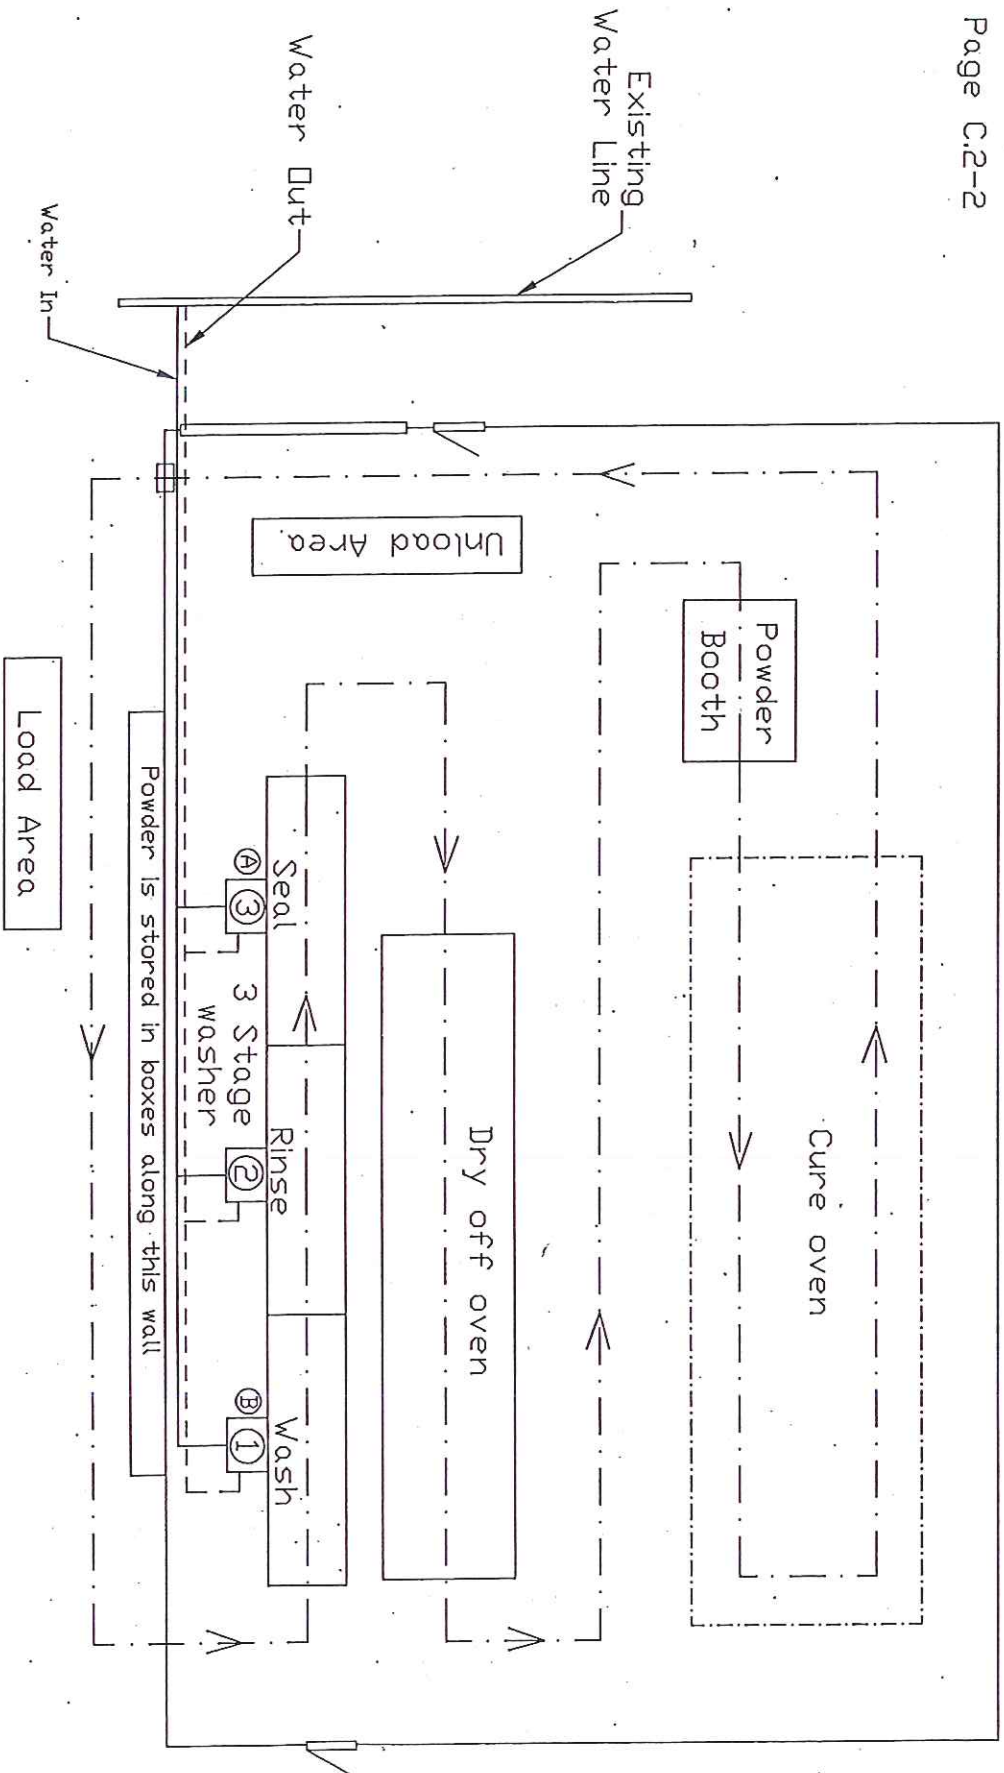 Page C.2-2
Existing
Water Line
Water Out
Water In
Unload Area
Powder
Booth
Cure oven
Dry off oven
Seal
Rinse
Wash
Ⓐ
③
3 Stage
washer
②
Ⓑ
①
Powder is stored in boxes along this wall
Load Area